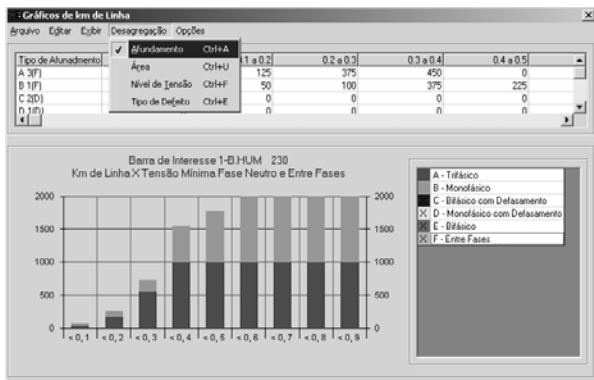 Gráficos de km de Linha
Arquivo Editar Exibir Desagregação Opções
Afundamento Ctrl+A
Área Ctrl+U
Nível de Tensão Ctrl+F
Tipo de Defeito Ctrl+E
Tipo de Afundamento 0.1 a 0.2 0.2 a 0.3 0.3 a 0.4 0.4 a 0.5
A 3(F) 125 375 450
B 1(F) 50 100 375 225
C 2(D) 0 0 0 0
D 1(D) 0 0 0 0
Barra de Interesse 1-B.HUM 230
Km de Linha X Tensão Mínima Fase Neutro e Entre Fases
2000 2000
1500 1500
1000 1000
500 500
0 0
< 0, 1 < 0, 2 < 0, 3 < 0, 4 < 0, 5 < 0, 6 < 0, 7 < 0, 8 < 0, 9
A - Trifásico
B - Monofásico
C - Bifásico com Defasamento
X D - Monofásico com Defasamento
X E - Bifásico
X F - Entre Fases